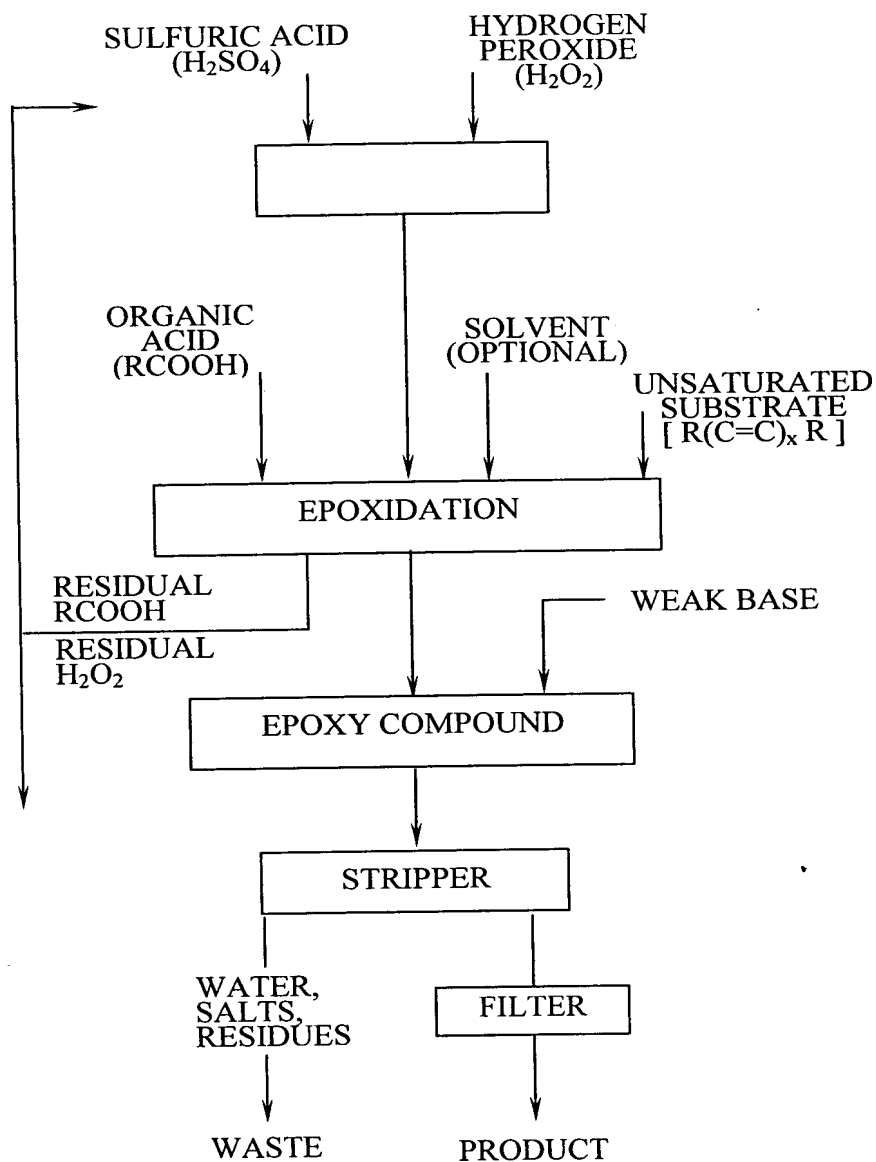 SULFURIC ACID
(H₂SO₄)
HYDROGEN
PEROXIDE
(H₂O₂)
ORGANIC
ACID
(RCOOH)
SOLVENT
(OPTIONAL)
UNSATURATED
SUBSTRATE
[ R(C=C)ₓ R ]
EPOXIDATION
RESIDUAL
RCOOH
RESIDUAL
H₂O₂
WEAK BASE
EPOXY COMPOUND
STRIPPER
WATER,
SALTS,
RESIDUES
FILTER
WASTE
PRODUCT